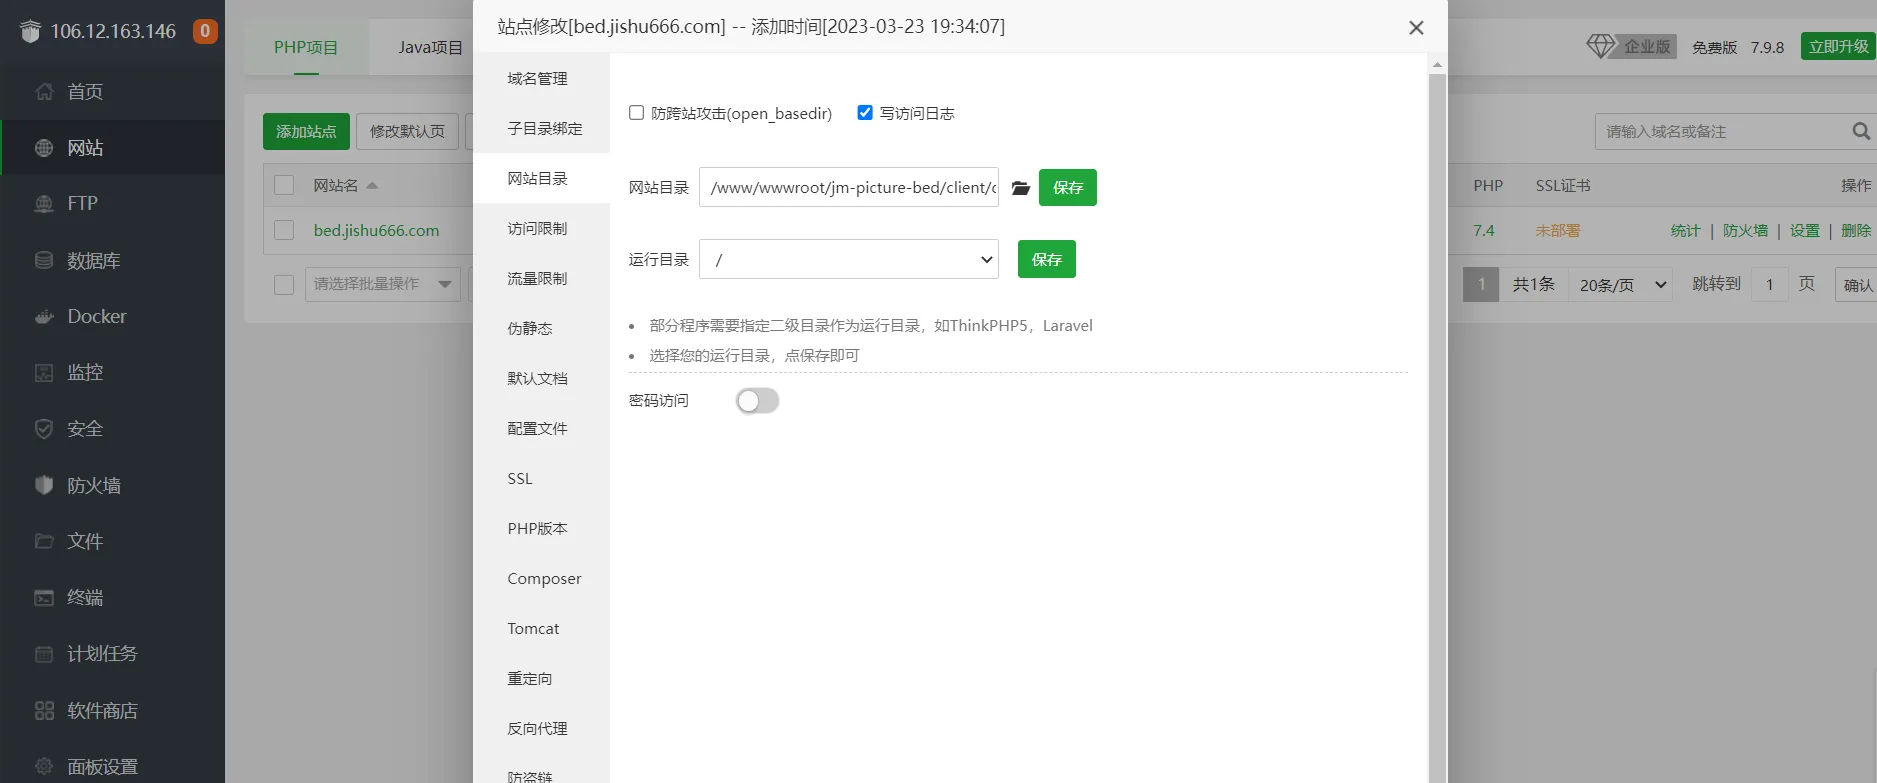 106.12.163.146 0
首页
网站
FTP
数据库
Docker
监控
安全
防火墙
文件
终端
计划任务
软件商店
面板设置
PHP项目 Java项目
添加站点 修改默认页
网站名
bed.jishu666.com
请选择批量操作
站点修改[bed.jishu666.com] -- 添加时间[2023-03-23 19:34:07]
域名管理
子目录绑定
网站目录
访问限制
流量限制
伪静态
默认文档
配置文件
SSL
PHP版本
Composer
Tomcat
重定向
反向代理
防盗链
防跨站攻击(open_basedir) 写访问日志
网站目录 /www/wwwroot/jm-picture-bed/client/ 保存
运行目录 / 保存
部分程序需要指定二级目录作为运行目录，如ThinkPHP5，Laravel
选择您的运行目录，点保存即可
密码访问
企业版 免费版 7.9.8 立即升级
请输入域名或备注
PHP SSL证书 操作
7.4 未部署 统计 | 防火墙 | 设置 | 删除
1 共1条 20条/页 跳转到 1 页 确认